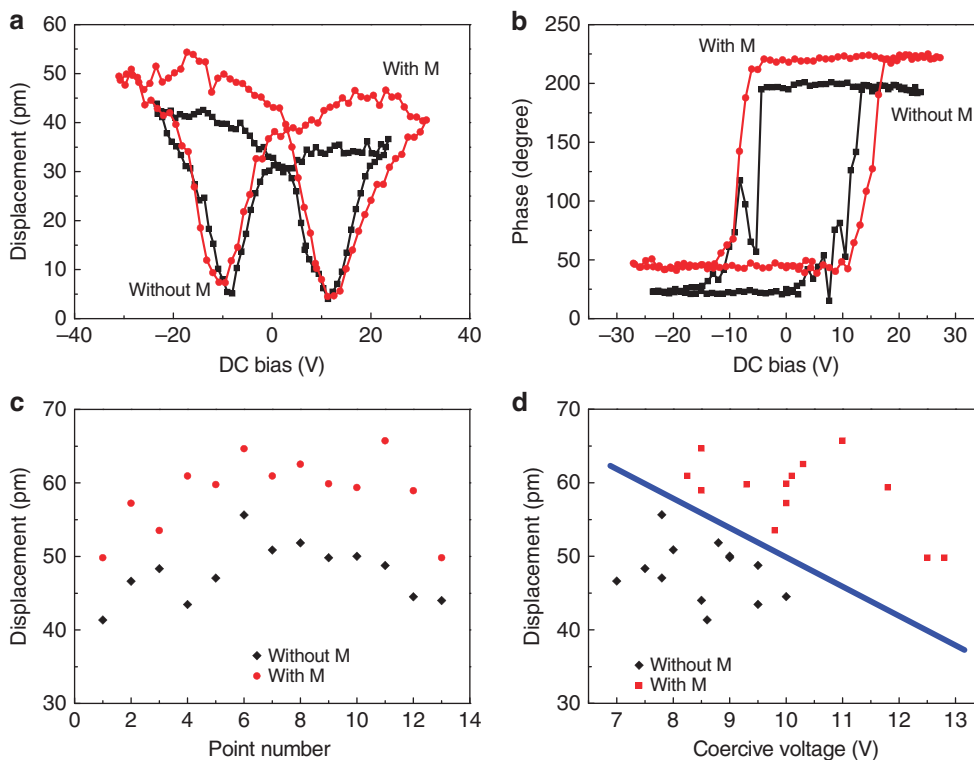 a
60
50
40
30
20
10
0
Displacement (pm)
With M
Without M
–40
–20
0
20
40
DC bias (V)
b
250
200
150
100
50
0
Phase (degree)
With M
Without M
–30
–20
–10
0
10
20
30
DC bias (V)
c
70
60
50
40
30
Displacement (pm)
Without M
With M
0
2
4
6
8
10
12
14
Point number
d
70
60
50
40
30
Displacement (pm)
Without M
With M
7
8
9
10
11
12
13
Coercive voltage (V)